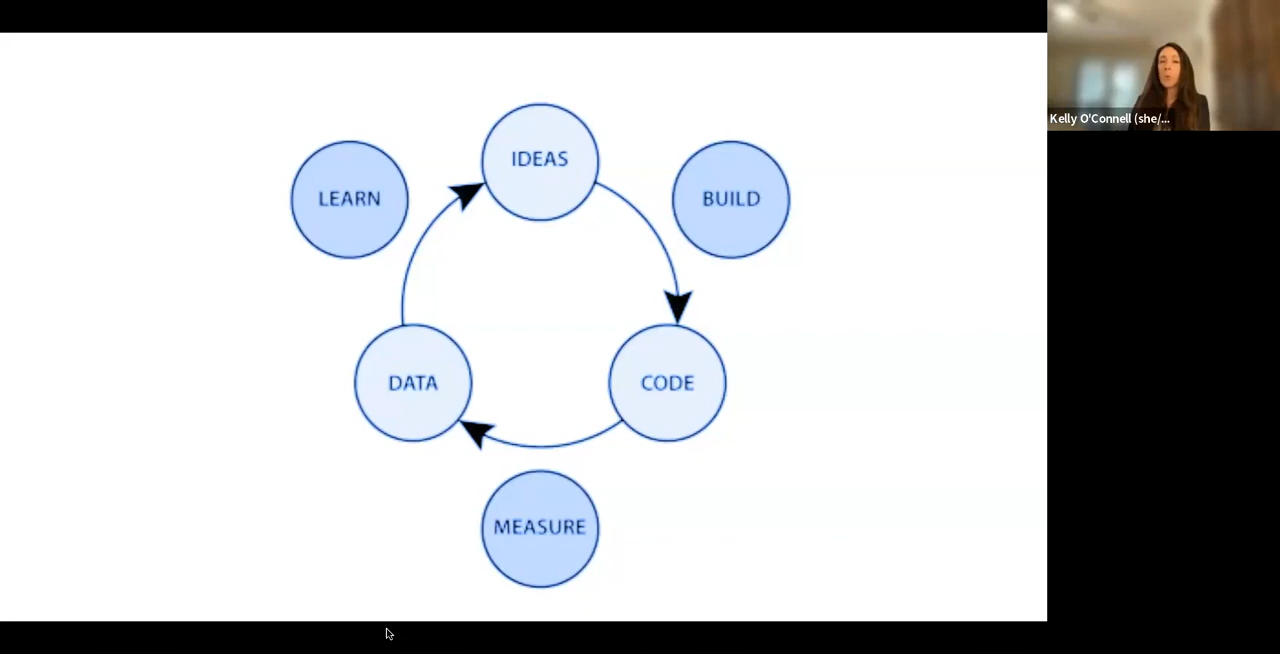 IDEAS
LEARN
BUILD
DATA
CODE
MEASURE
Kelly O'Connell (she/...